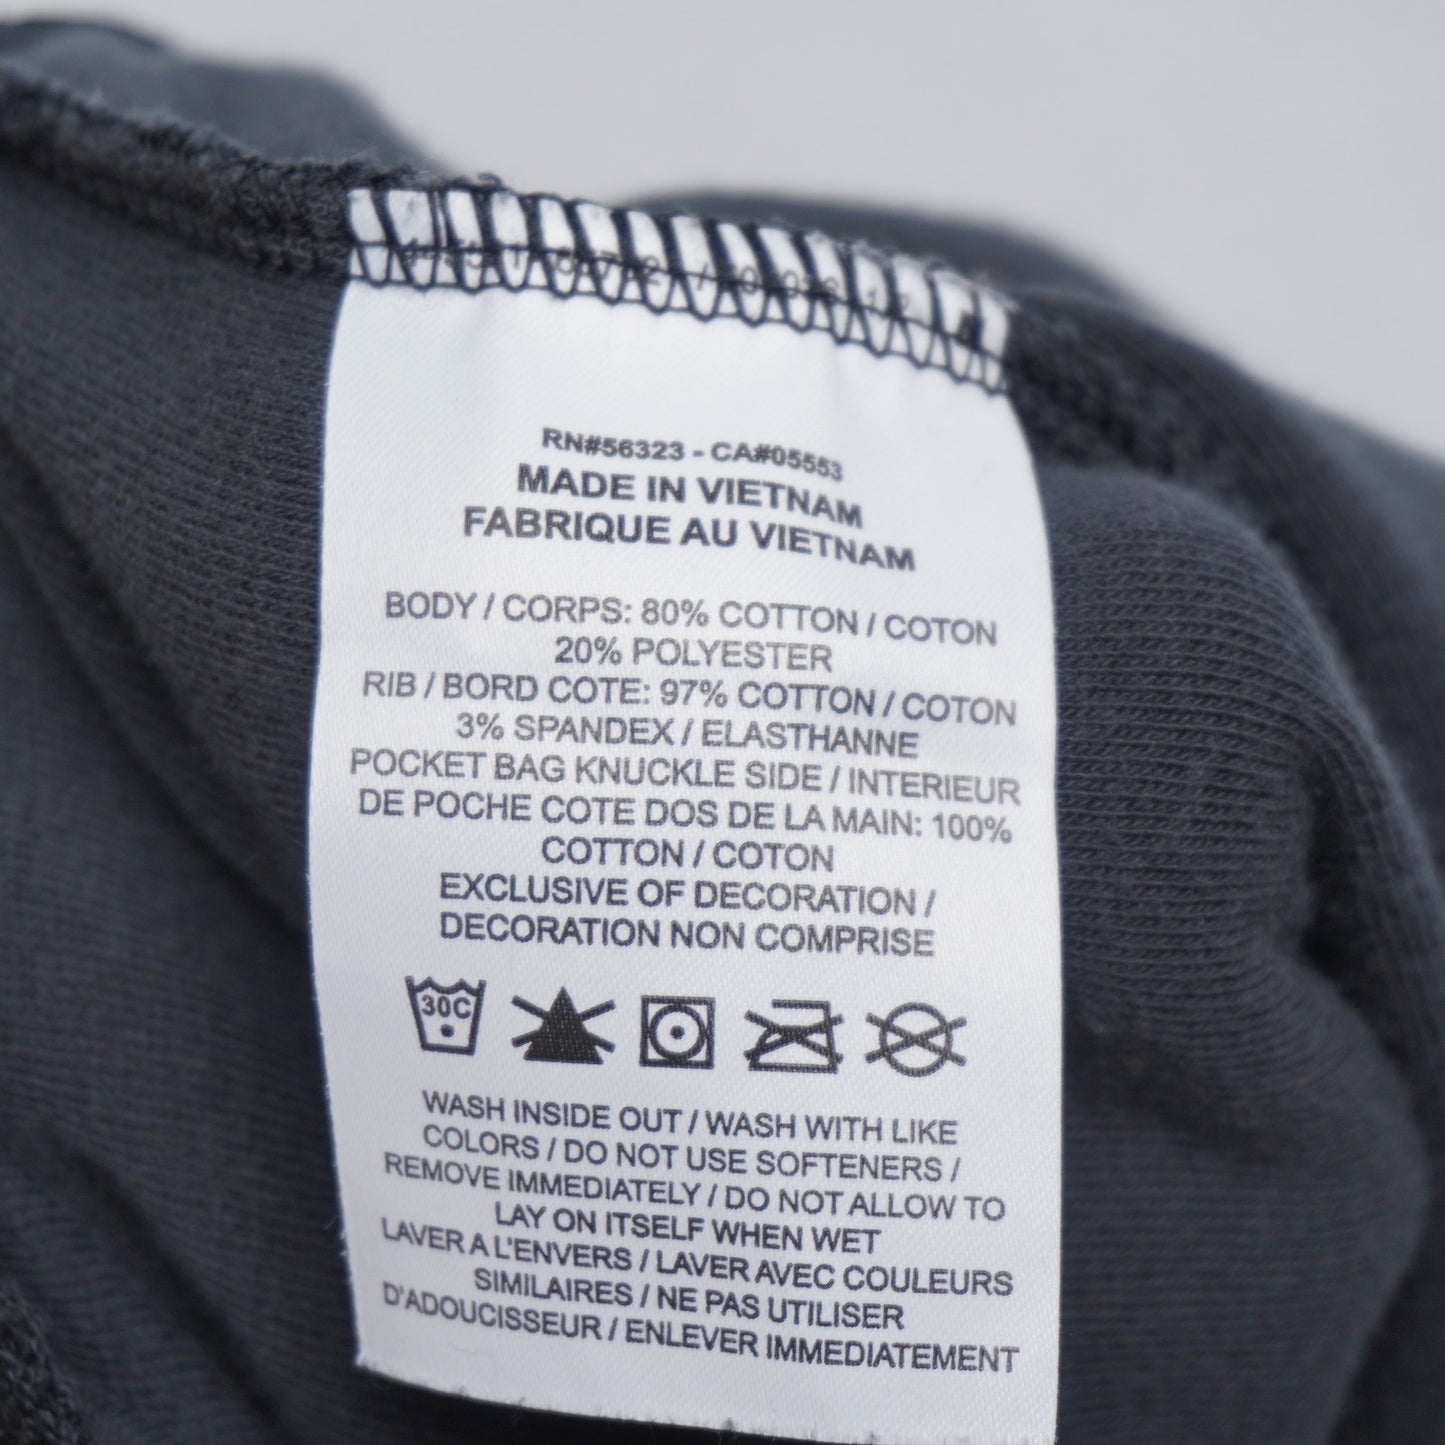 RN#56323 - CA#05553
MADE IN VIETNAM
FABRIQUE AU VIETNAM
BODY / CORPS: 80% COTTON / COTON
20% POLYESTER
RIB / BORD COTE: 97% COTTON / COTON
3% SPANDEX / ELASTHANNE
POCKET BAG KNUCKLE SIDE / INTERIEUR
DE POCHE COTE DOS DE LA MAIN: 100%
COTTON / COTON
EXCLUSIVE OF DECORATION /
DECORATION NON COMPRISE
30C
WASH INSIDE OUT / WASH WITH LIKE
COLORS / DO NOT USE SOFTENERS /
REMOVE IMMEDIATELY / DO NOT ALLOW TO
LAY ON ITSELF WHEN WET
LAVER A L'ENVERS / LAVER AVEC COULEURS
SIMILAIRES / NE PAS UTILISER
D'ADOUCISSEUR / ENLEVER IMMEDIATEMENT